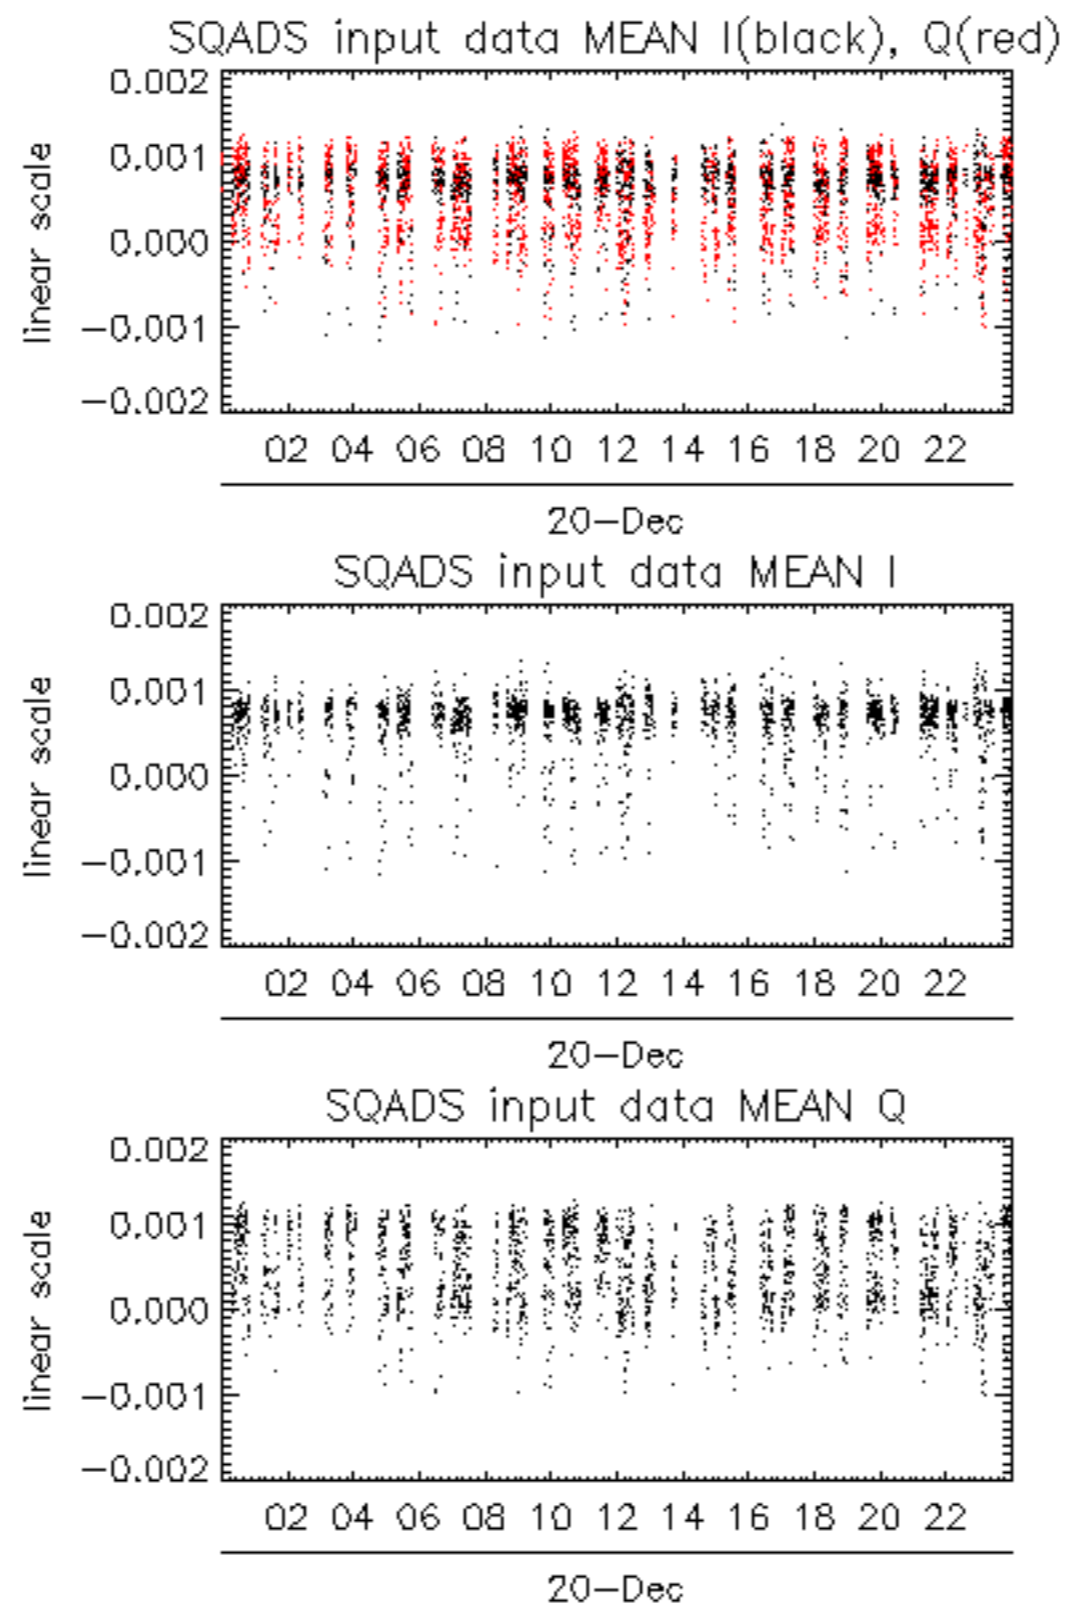 SQADS input data MEAN I(black), Q(red)
0.002
0.001
0.000
−0.001
−0.002
linear scale
02 04 06 08 10 12 14 16 18 20 22
20−Dec
SQADS input data MEAN I
0.002
0.001
0.000
−0.001
−0.002
linear scale
02 04 06 08 10 12 14 16 18 20 22
20−Dec
SQADS input data MEAN Q
0.002
0.001
0.000
−0.001
−0.002
linear scale
02 04 06 08 10 12 14 16 18 20 22
20−Dec